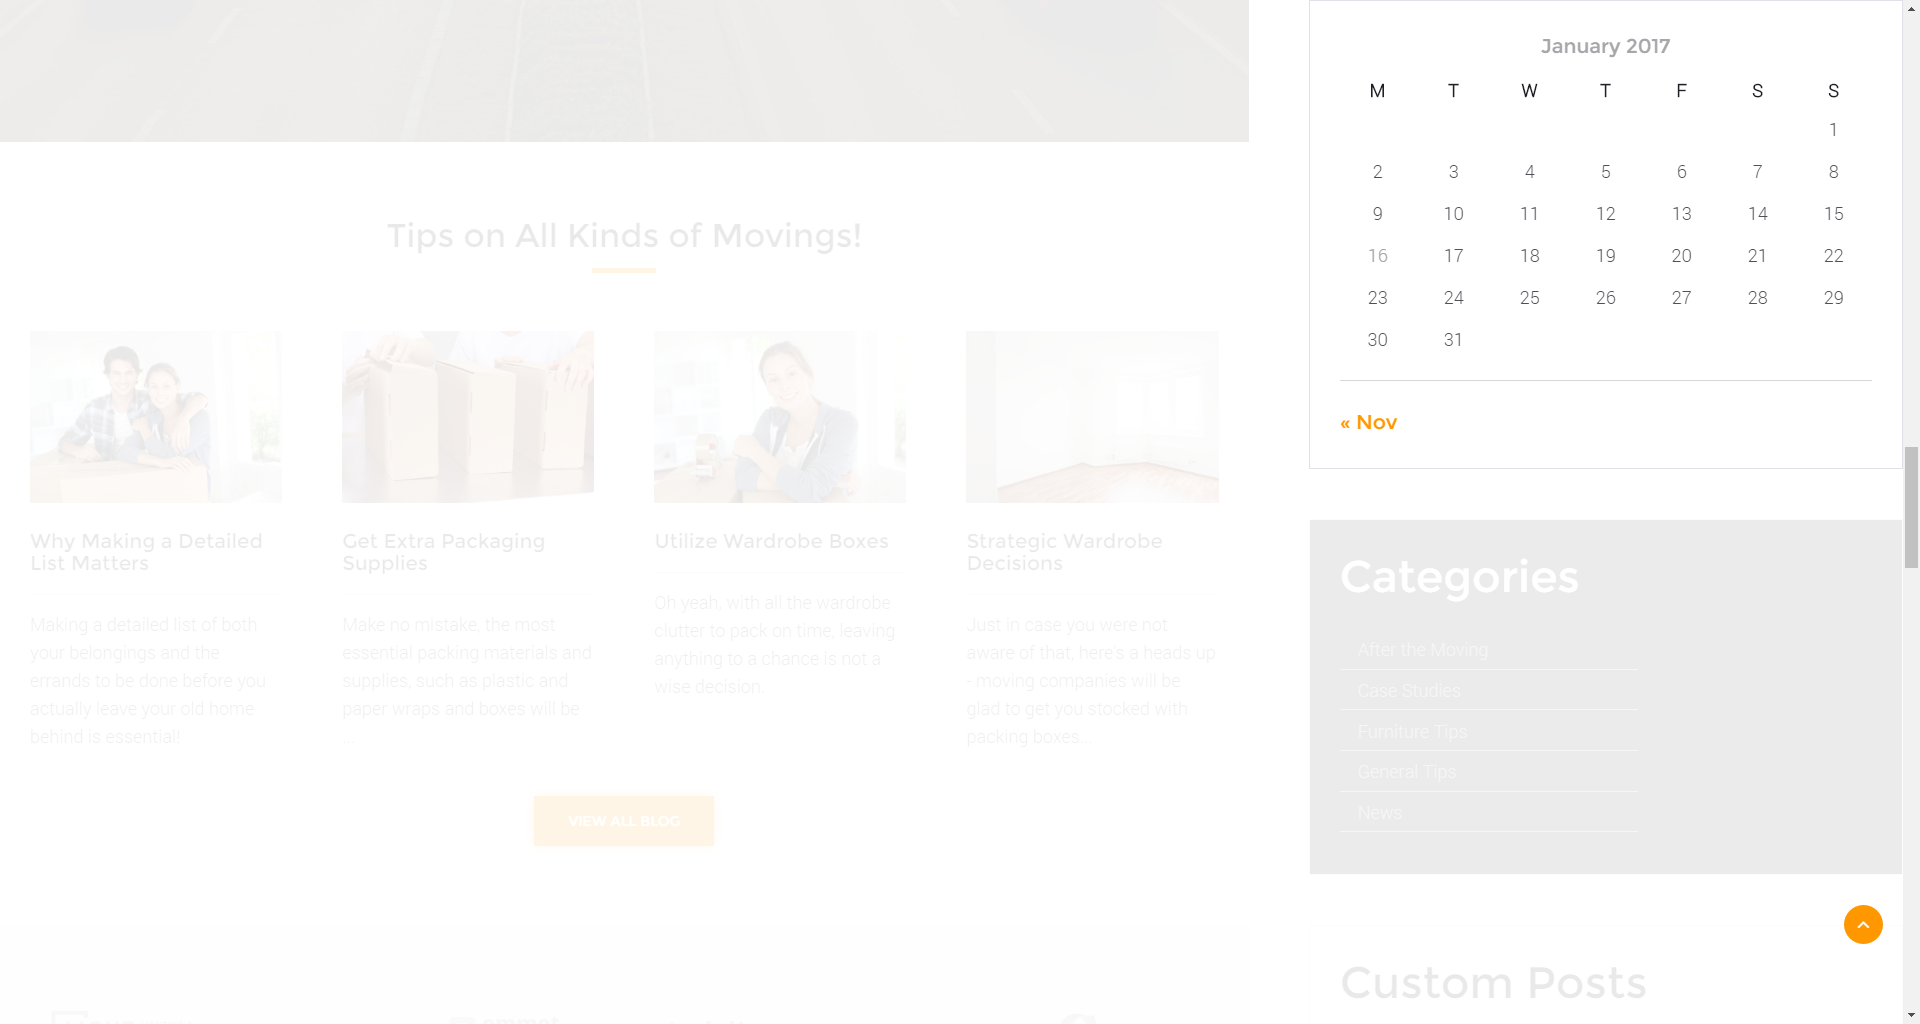 January 2017
M T W T F S S
1
2 3 4 5 6 7 8
9 10 11 12 13 14 15
16 17 18 19 20 21 22
23 24 25 26 27 28 29
30 31
« Nov
Tips on All Kinds of Movings!
Why Making a Detailed
List Matters
Making a detailed list of both
your belongings and the
errands to be done before you
actually leave your old home
behind is essential!
Get Extra Packaging
Supplies
Make no mistake, the most
essential packing materials and
supplies, such as plastic and
paper wraps and boxes will be
...
Utilize Wardrobe Boxes
Oh yeah, with all the wardrobe
clutter to pack on time, leaving
anything to a chance is not a
wise decision.
Strategic Wardrobe
Decisions
Just in case you were not
aware of that, here's a heads up
- moving companies will be
glad to get you stocked with
packing boxes...
VIEW ALL BLOG
Categories
After the Moving
Case Studies
Furniture Tips
General Tips
News
Custom Posts